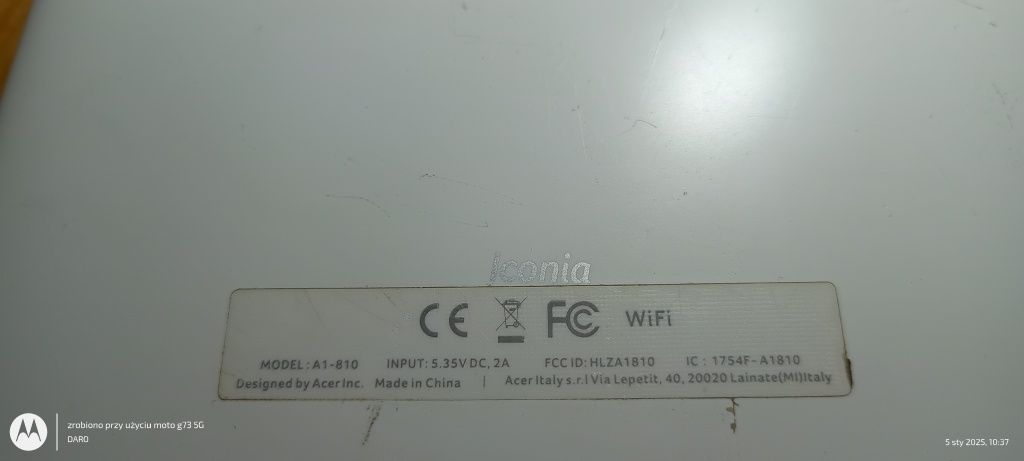 Iconia
CE FC WiFi
MODEL: A1-810 INPUT: 5.35V DC, 2A FCC ID: HLZA1810 IC : 1754F-A1810
Designed by Acer Inc. Made in China | Acer Italy s.r.l Via Lepetit, 40, 20020 Lainate(MI)Italy
zrobiono przy użyciu moto g73 5G
DARO
5 sty 2025, 10:37